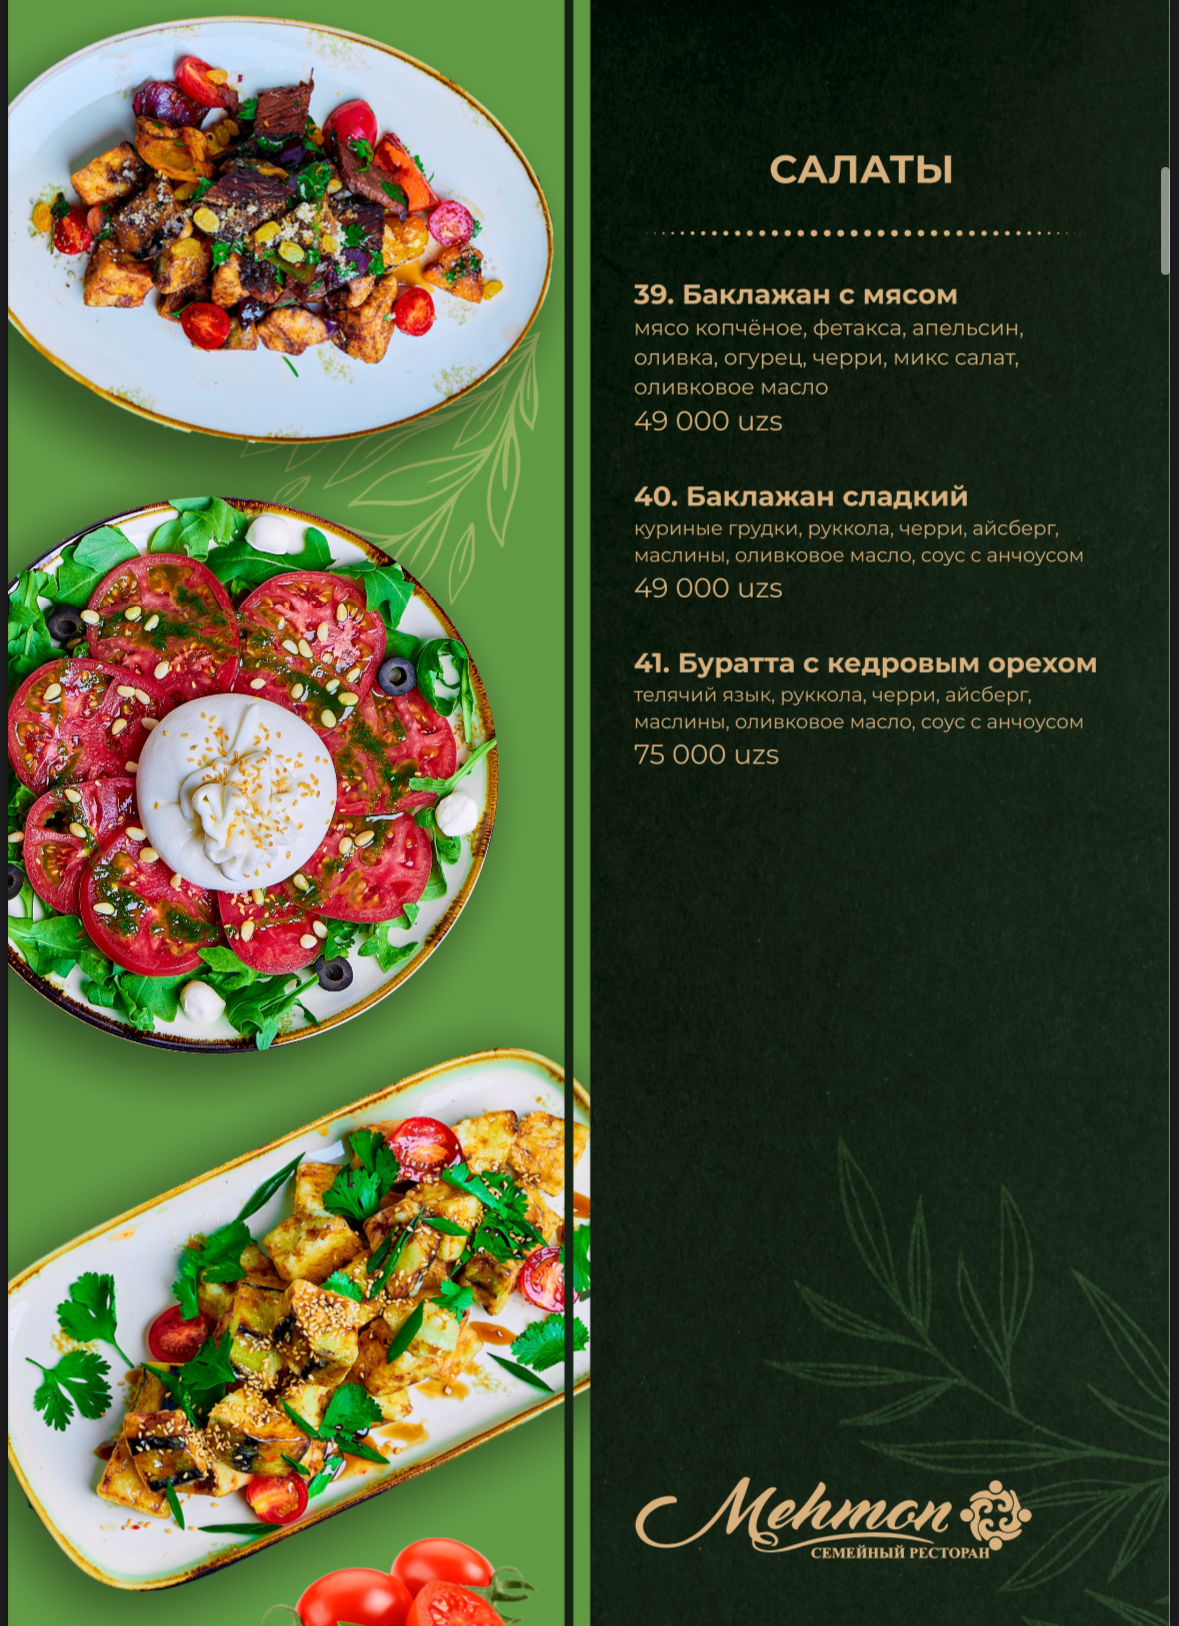 САЛАТЫ
39. Баклажан с мясом
мясо копчёное, фетакса, апельсин,
оливка, огурец, черри, микс салат,
оливковое масло
49 000 uzs
40. Баклажан сладкий
куриные грудки, руккола, черри, айсберг,
маслины, оливковое масло, соус с анчоусом
49 000 uzs
41. Буратта с кедровым орехом
телячий язык, руккола, черри, айсберг,
маслины, оливковое масло, соус с анчоусом
75 000 uzs
Mehmon
СЕМЕЙНЫЙ РЕСТОРАН